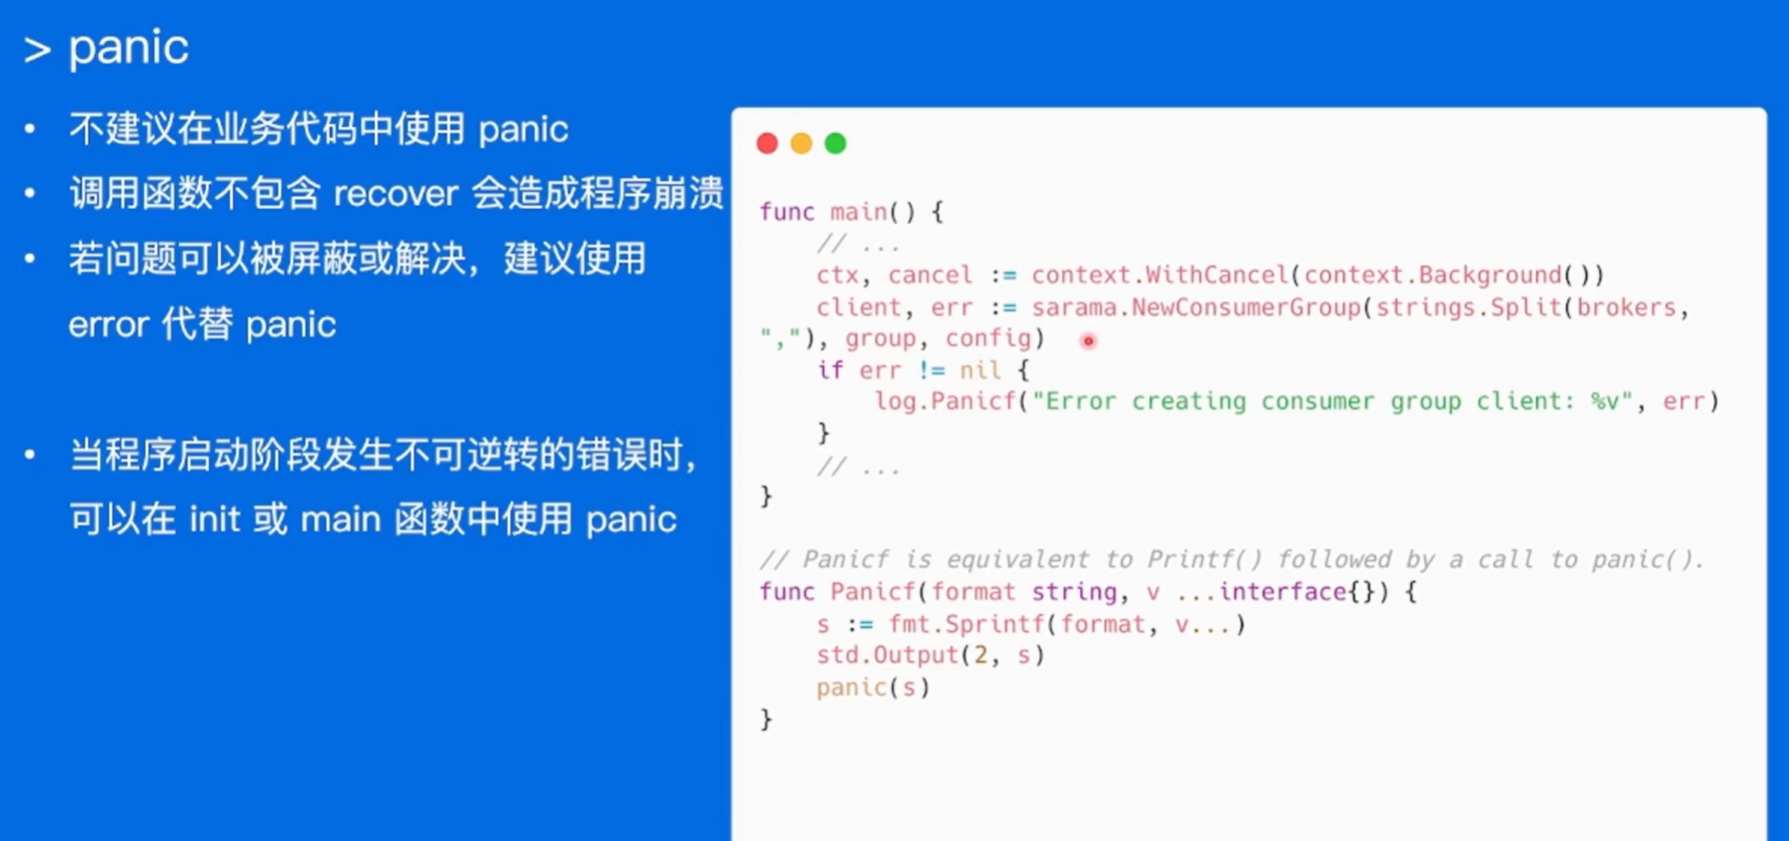 > panic
• 不建议在业务代码中使用 panic
• 调用函数不包含 recover 会造成程序崩溃
• 若问题可以被屏蔽或解决，建议使用
error 代替 panic
• 当程序启动阶段发生不可逆转的错误时，
可以在 init 或 main 函数中使用 panic
func main() {
    // ...
    ctx, cancel := context.WithCancel(context.Background())
    client, err := sarama.NewConsumerGroup(strings.Split(brokers,
","), group, config)
    if err != nil {
        log.Panicf("Error creating consumer group client: %v", err)
    }
    // ...
}
// Panicf is equivalent to Printf() followed by a call to panic().
func Panicf(format string, v ...interface{}) {
    s := fmt.Sprintf(format, v...)
    std.Output(2, s)
    panic(s)
}